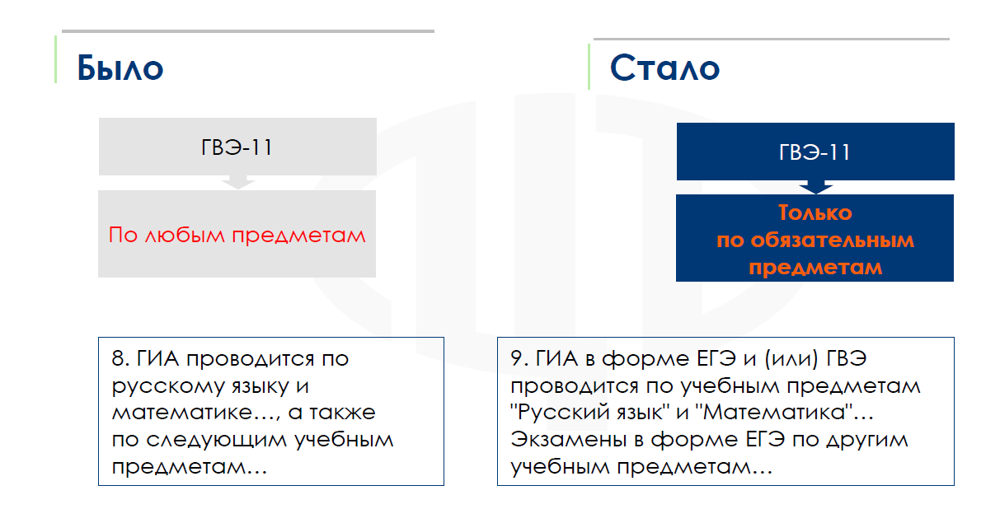 Было
Стало
ГВЭ-11
По любым предметам
ГВЭ-11
Только
по обязательным
предметам
8. ГИА проводится по
русскому языку и
математике…, а также
по следующим учебным
предметам…
9. ГИА в форме ЕГЭ и (или) ГВЭ
проводится по учебным предметам
"Русский язык" и "Математика"…
Экзамены в форме ЕГЭ по другим
учебным предметам…